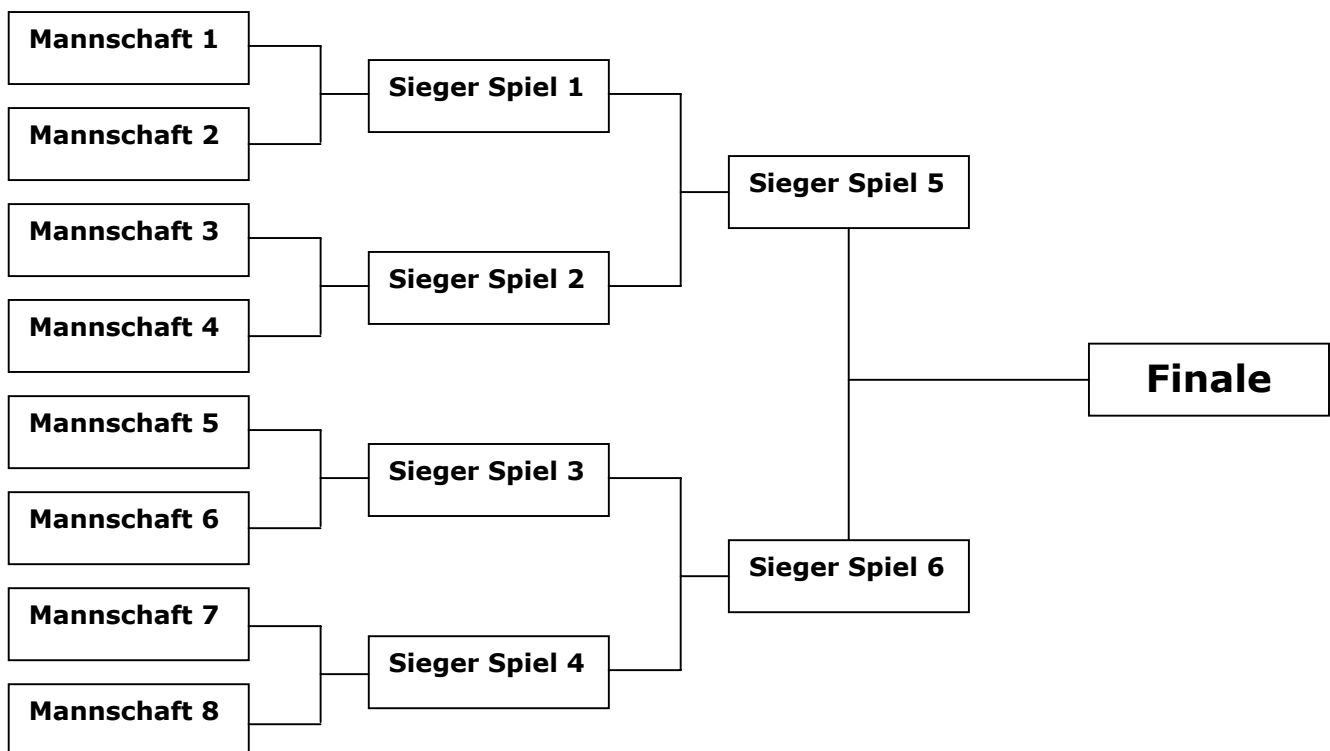 Mannschaft 1
Mannschaft 2
Mannschaft 3
Mannschaft 4
Mannschaft 5
Mannschaft 6
Mannschaft 7
Mannschaft 8
Sieger Spiel 1
Sieger Spiel 2
Sieger Spiel 3
Sieger Spiel 4
Sieger Spiel 5
Sieger Spiel 6
Finale